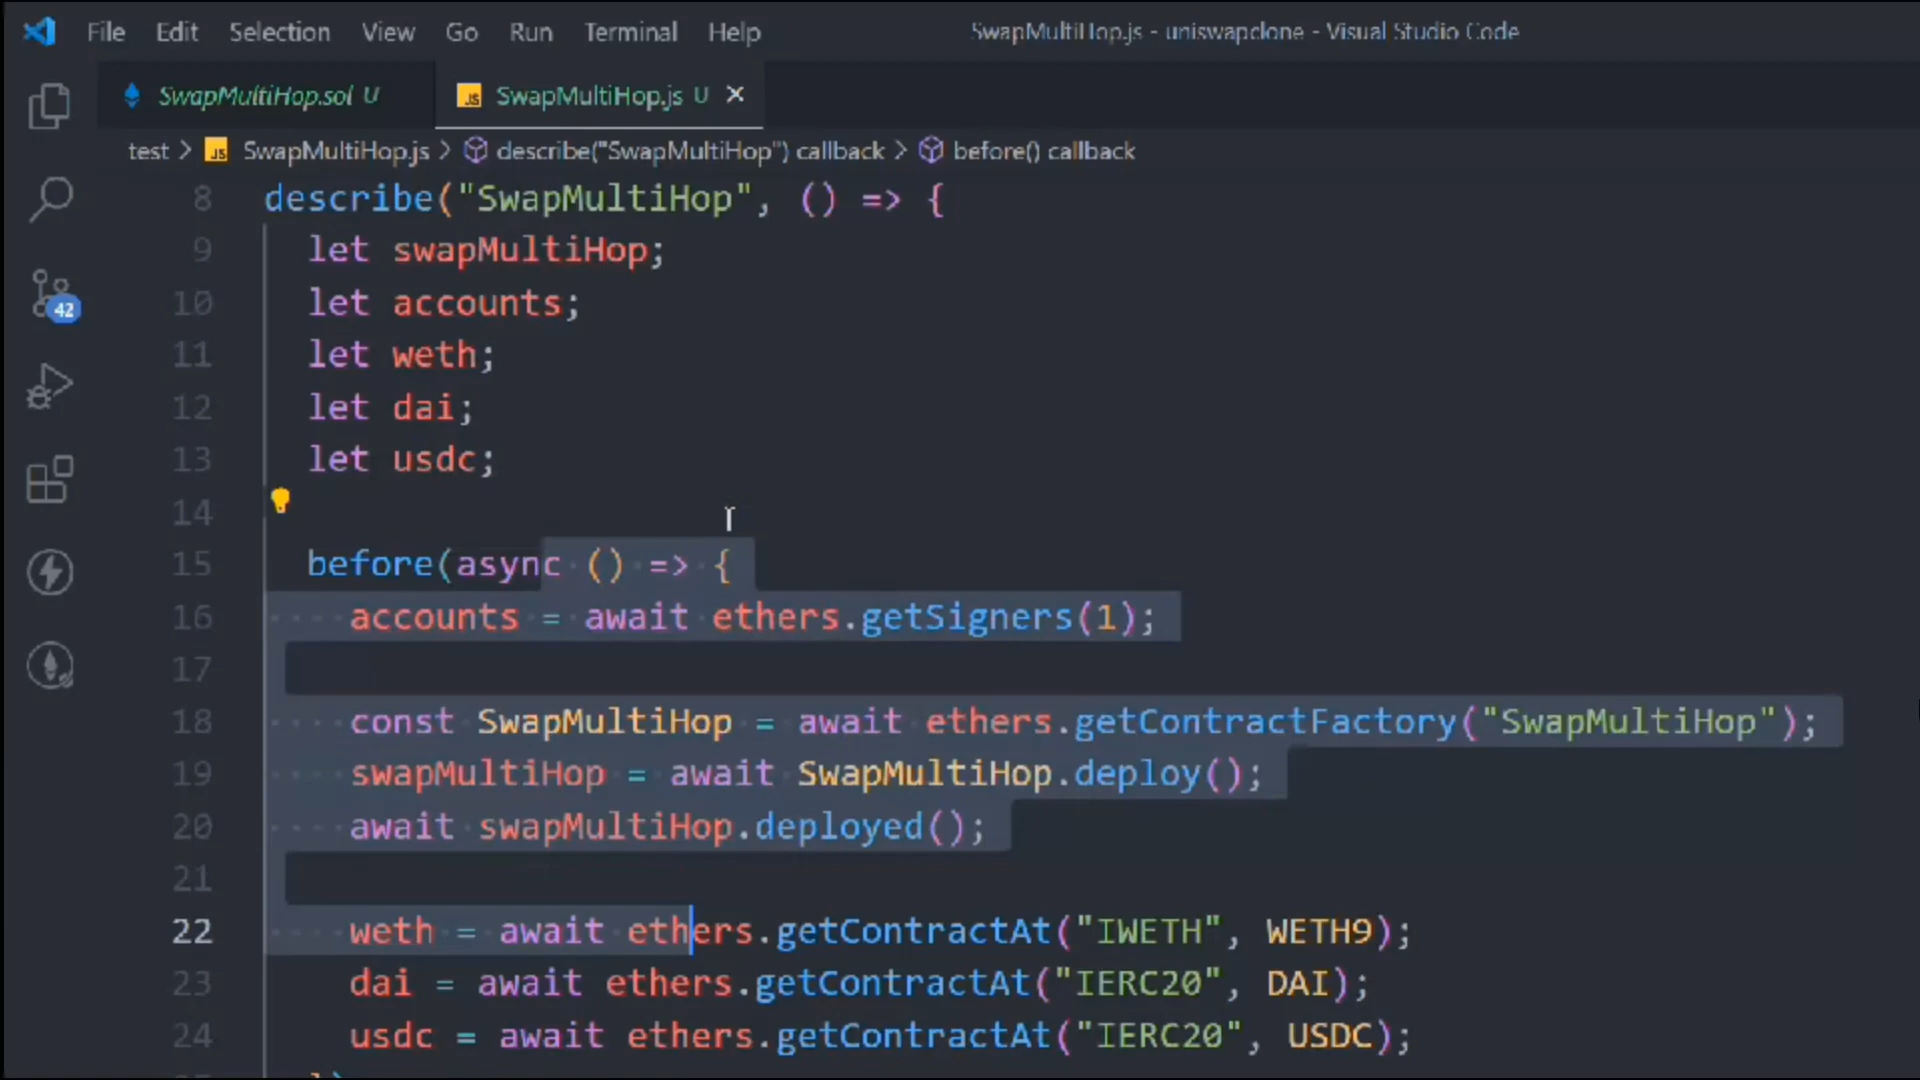 File Edit Selection View Go Run Terminal Help SwapMultiHop.js - uniswapclone - Visual Studio Code
SwapMultiHop.sol U SwapMultiHop.js U
test > SwapMultiHop.js > describe("SwapMultiHop") callback > before() callback
8 describe("SwapMultiHop", () => {
9 let swapMultiHop;
10 let accounts;
11 let weth;
12 let dai;
13 let usdc;
14
15 before(async () => {
16 accounts = await ethers.getSigners(1);
17
18 const SwapMultiHop = await ethers.getContractFactory("SwapMultiHop");
19 swapMultiHop = await SwapMultiHop.deploy();
20 await swapMultiHop.deployed();
21
22 weth = await ethers.getContractAt("IWETH", WETH9);
23 dai = await ethers.getContractAt("IERC20", DAI);
24 usdc = await ethers.getContractAt("IERC20", USDC);
42